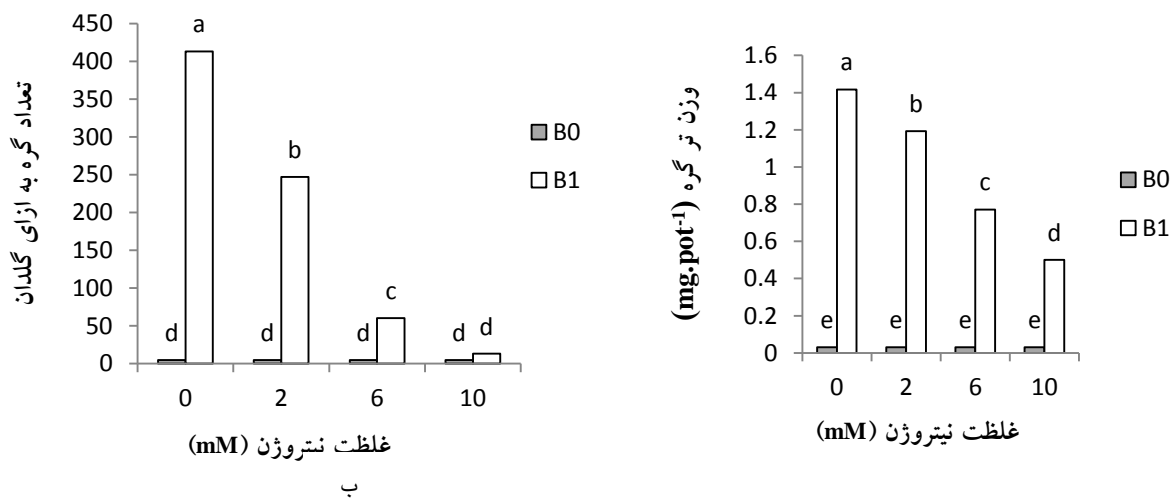 تعداد گره به ازای گلدان
450
400
350
300
250
200
150
100
50
0
a
b
c
d
d
d
d
d
0
2
6
10
غلظت نیتروژن (mM)
ب
B0
B1
وزن تر گره (mg.pot-1)
1.6
1.4
1.2
1
0.8
0.6
0.4
0.2
0
a
b
c
d
e
e
e
e
0
2
6
10
غلظت نیتروژن (mM)
B0
B1